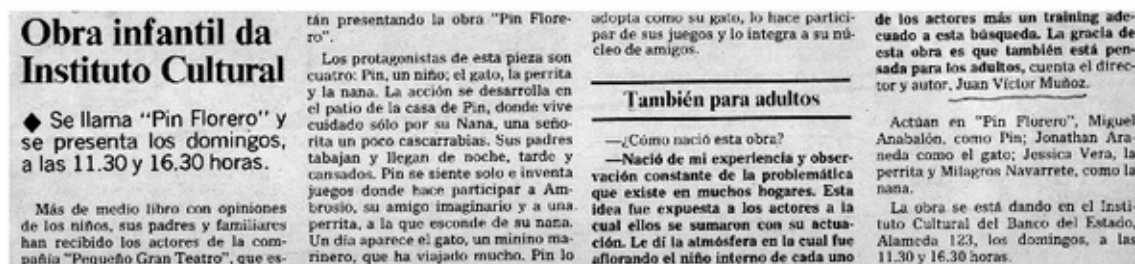 Obra infantil da
Instituto Cultural
◆ Se llama "Pin Florero" y
se presenta los domingos,
a las 11.30 y 16.30 horas.
Más de medio libro con opiniones
de los niños, sus padres y familiares
han recibido los actores de la com-
pañía "Pequeño Gran Teatro", que es-
tán presentando la obra "Pin Flore-
ro".
Los protagonistas de esta pieza son
cuatro: Pin, un niño; el gato, la perrita
y la nana. La acción se desarrolla en
el patio de la casa de Pin, donde vive
cuidado sólo por su Nana, una seño-
rita un poco cascarrabias. Sus padres
tabajan y llegan de noche, tarde y
cansados. Pin se siente solo e inventa
juegos donde hace participar a Am-
brosio, su amigo imaginario y a una
perrita, a la que esconde de su nana.
Un día aparece el gato, un minino ma-
rinero, que ha viajado mucho. Pin lo
adopta como su gato, lo hace partici-
par de sus juegos y lo integra a su nú-
cleo de amigos.
También para adultos
—¿Cómo nació esta obra?
—Nació de mi experiencia y obser-
vación constante de la problemática
que existe en muchos hogares. Esta
idea fue expuesta a los actores a la
cual ellos se sumaron con su actua-
ción. Le dí la atmósfera en la cual fue
aflorando el niño interno de cada uno
de los actores más un training ade-
cuado a esta búsqueda. La gracia de
esta obra es que también está pen-
sada para los adultos, cuenta el direc-
tor y autor, Juan Víctor Muñoz.
Actúan en "Pin Florero", Miguel
Anabalón, como Pin; Jonathan Ara-
neda como el gato; Jessica Vera, la
perrita y Milagros Navarrete, como la
nana.
La obra se está dando en el Insti-
tuto Cultural del Banco del Estado,
Alameda 123, los domingos, a las
11.30 y 16.30 horas.